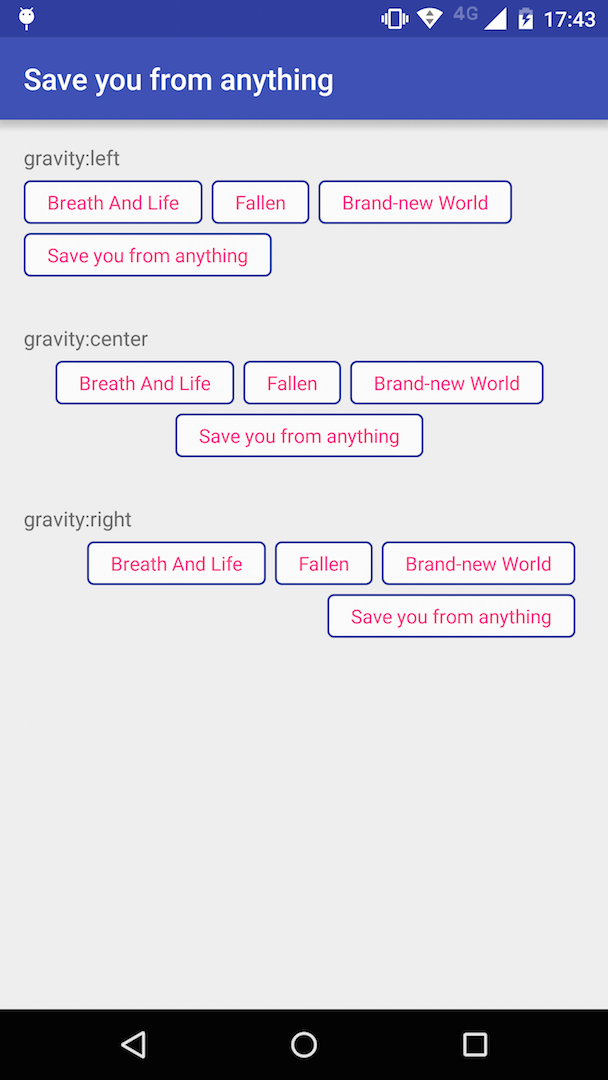 4G 17:43
Save you from anything
gravity:left
Breath And Life Fallen Brand-new World
Save you from anything
gravity:center
Breath And Life Fallen Brand-new World
Save you from anything
gravity:right
Breath And Life Fallen Brand-new World
Save you from anything